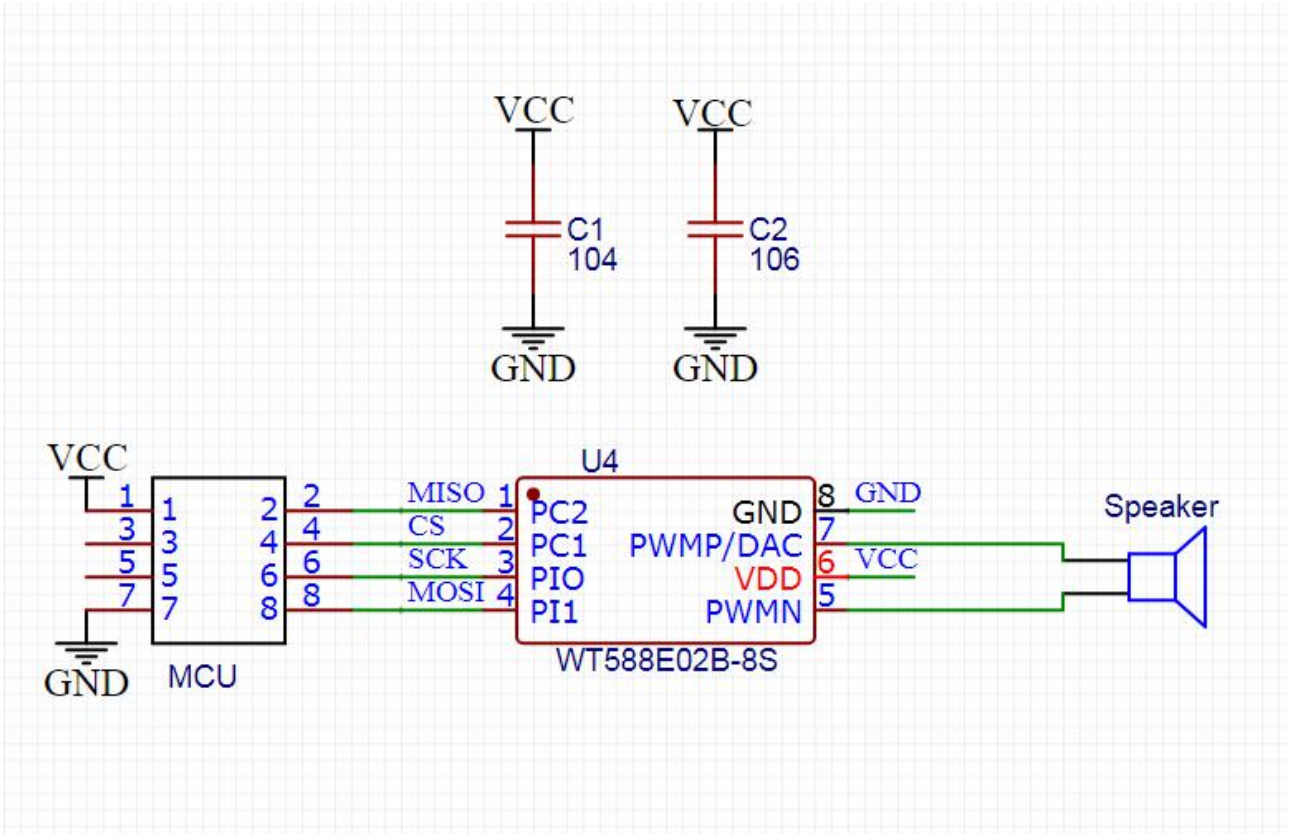 VCC
VCC
C1
104
C2
106
GND
GND
VCC
U4
1 1 2 2 MISO 1 PC2 GND 8 GND
3 3 4 4 CS 2 PC1 PWMP/DAC 7
5 5 6 6 SCK 3 PIO VDD 6 VCC
7 7 8 8 MOSI 4 PI1 PWMN 5
Speaker
GND
MCU
WT588E02B-8S